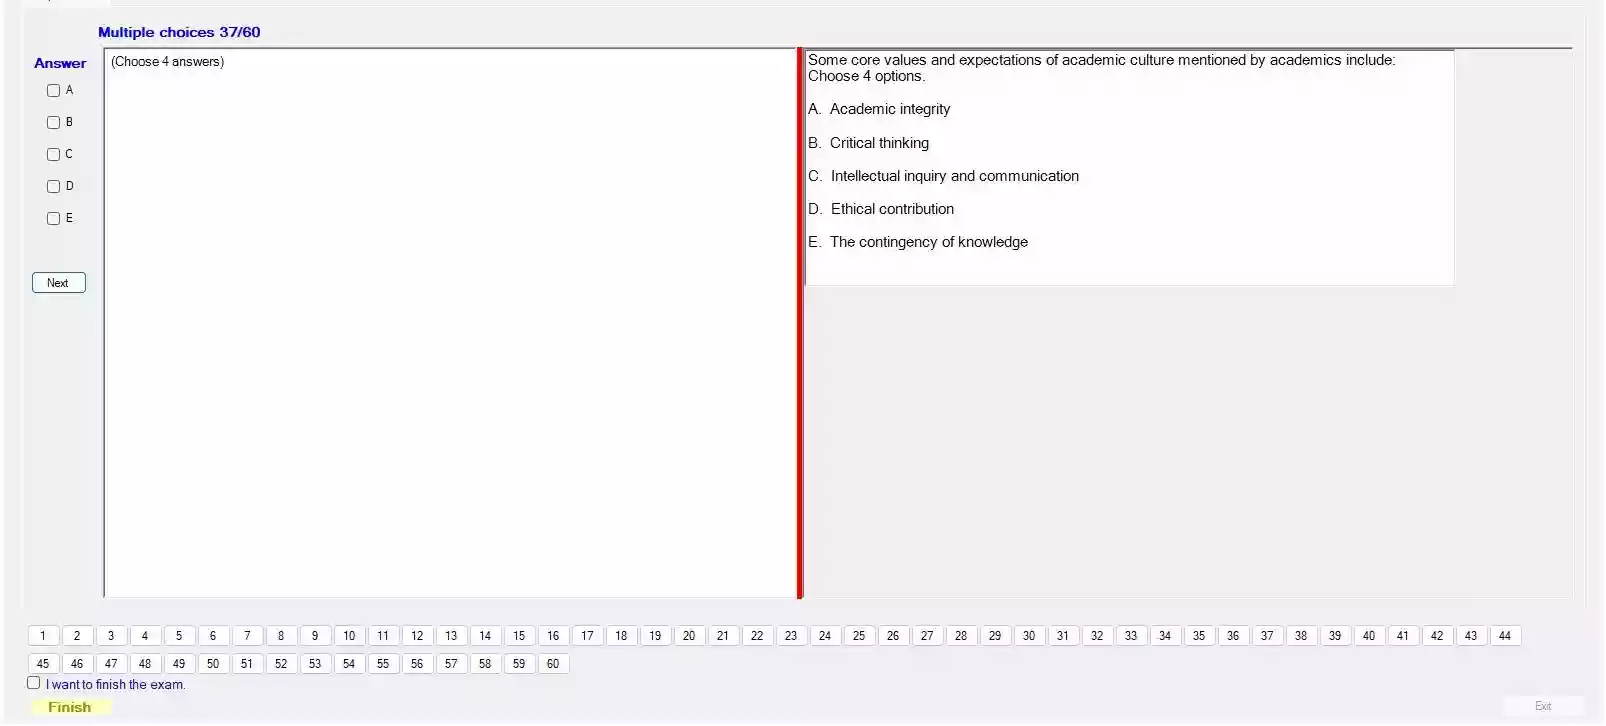 Multiple choices 37/60
Answer
(Choose 4 answers)
A
B
C
D
E
Next
Some core values and expectations of academic culture mentioned by academics include:
Choose 4 options.
A. Academic integrity
B. Critical thinking
C. Intellectual inquiry and communication
D. Ethical contribution
E. The contingency of knowledge
1 2 3 4 5 6 7 8 9 10 11 12 13 14 15 16 17 18 19 20 21 22 23 24 25 26 27 28 29 30 31 32 33 34 35 36 37 38 39 40 41 42 43 44
45 46 47 48 49 50 51 52 53 54 55 56 57 58 59 60
I want to finish the exam.
Finish
Exit